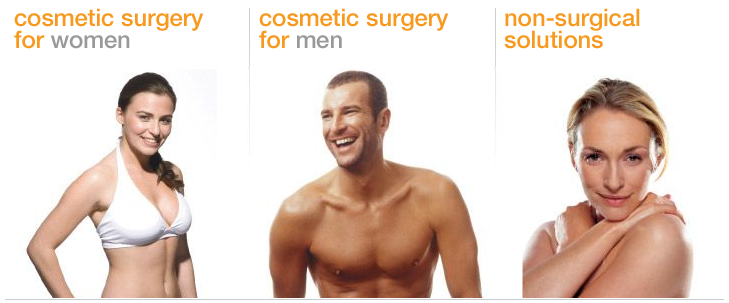 cosmetic surgery
for women
cosmetic surgery
for men
non-surgical
solutions